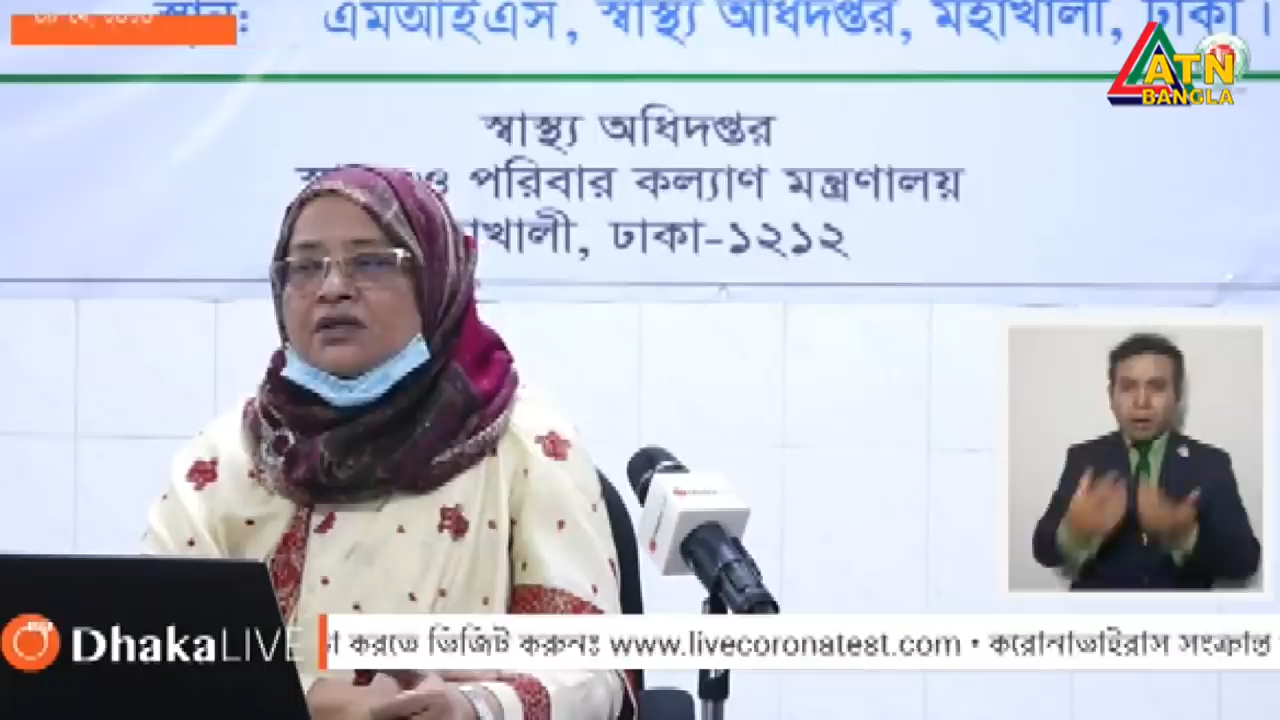 স্থান: এমআইএস, স্বাস্থ্য অধিদপ্তর, মহাখালী, ঢাকা।
ATN
BANGLA
স্বাস্থ্য অধিদপ্তর
ও পরিবার কল্যাণ মন্ত্রণালয়
খালী, ঢাকা-১২১২
DhakaLIVE
করতে ভিজিট করুনঃ www.livecoronatest.com • করোনাভাইরাস সংক্রান্ত